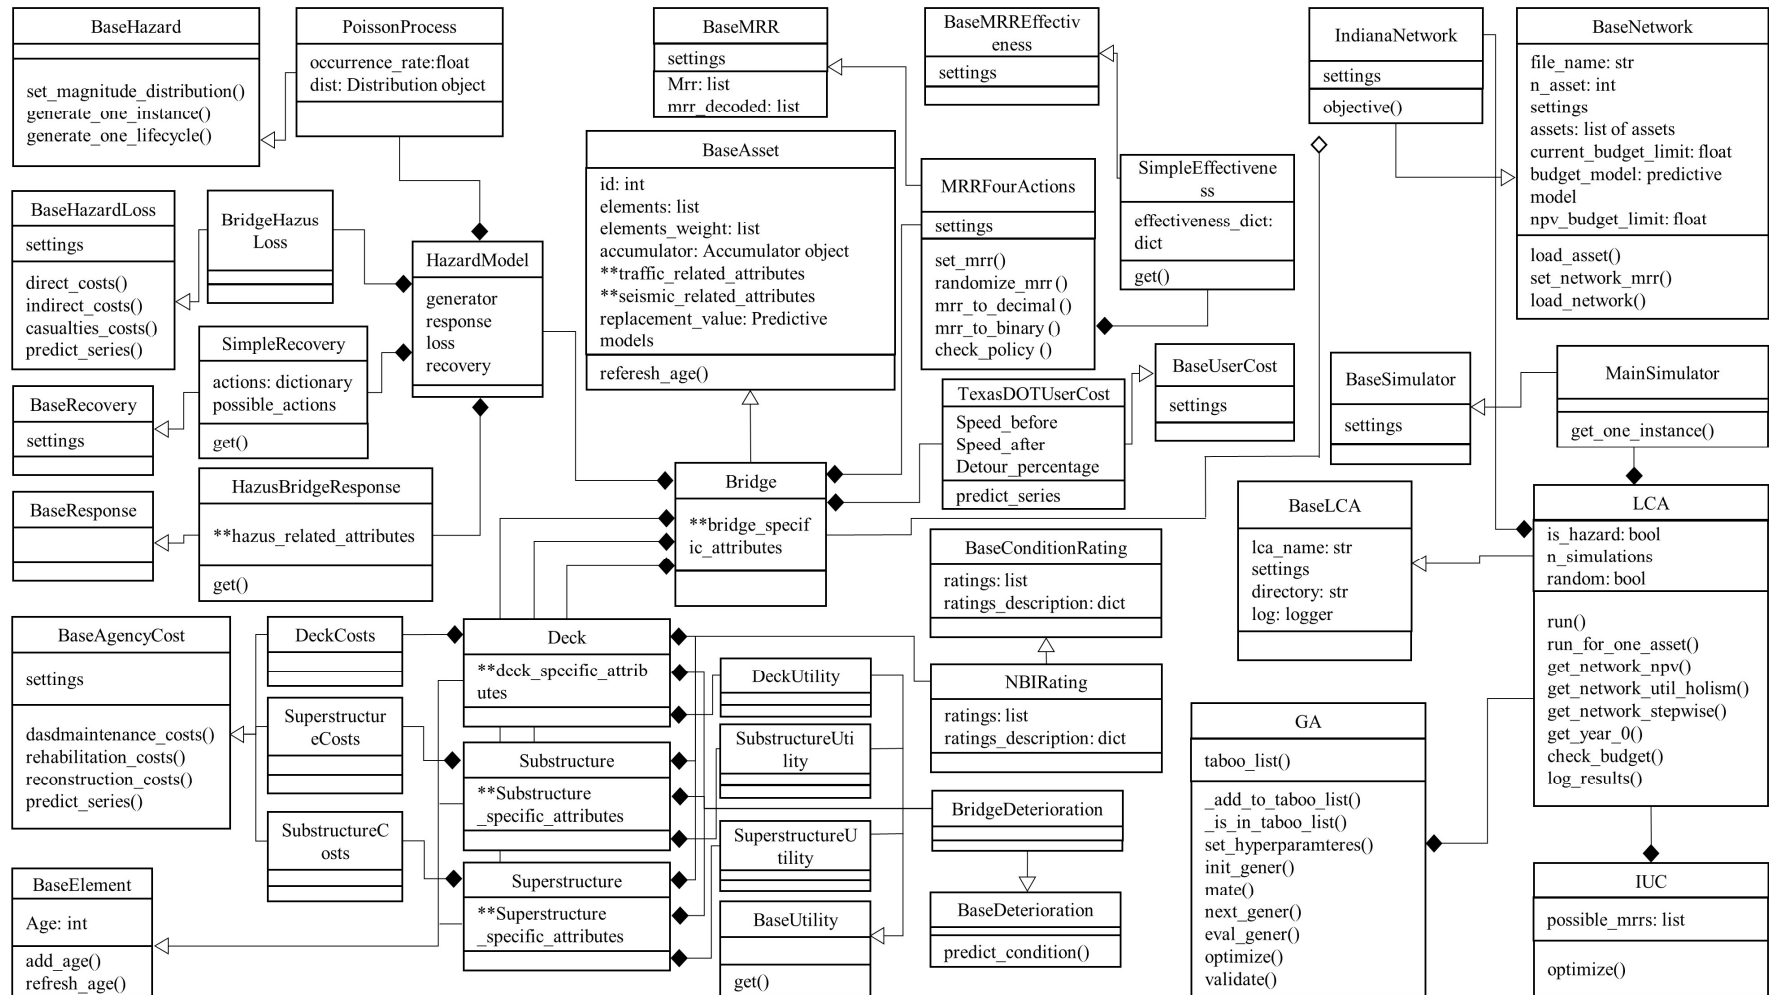 BaseHazard
set_magnitude_distribution()
generate_one_instance()
generate_one_lifecycle()
PoissonProcess
occurrence_rate:float
dist: Distribution object
BaseMRR
settings
Mrr: list
mrr_decoded: list
BaseMRREffectiv
eness
settings
IndianaNetwork
settings
objective()
BaseNetwork
file_name: str
n_asset: int
settings
assets: list of assets
current_budget_limit: float
budget_model: predictive
model
npv_budget_limit: float
load_asset()
set_network_mrr()
load_network()
BaseHazardLoss
settings
direct_costs()
indirect_costs()
casualties_costs()
predict_series()
BridgeHazus
Loss
HazardModel
generator
response
loss
recovery
BaseAsset
id: int
elements: list
elements_weight: list
accumulator: Accumulator object
**traffic_related_attributes
**seismic_related_attributes
replacement_value: Predictive
models
referesh_age()
MRRFourActions
settings
set_mrr()
randomize_mrr()
mrr_to_decimal()
mrr_to_binary()
check_policy ()
SimpleEffectivene
ss
effectiveness_dict:
dict
get()
SimpleRecovery
actions: dictionary
possible_actions
get()
BaseRecovery
settings
TexasDOTUserCost
Speed_before
Speed_after
Detour_percentage
predict_series
BaseUserCost
settings
BaseSimulator
settings
MainSimulator
get_one_instance()
BaseResponse
HazusBridgeResponse
**hazus_related_attributes
get()
Bridge
**bridge_specif
ic_attributes
BaseConditionRating
ratings: list
ratings_description: dict
BaseLCA
lca_name: str
settings
directory: str
log: logger
LCA
is_hazard: bool
n_simulations
random: bool
run()
run_for_one_asset()
get_network_npv()
get_network_util_holism()
get_network_stepwise()
get_year_0()
check_budget()
log_results()
BaseAgencyCost
settings
dasdmaintenance_costs()
rehabilitation_costs()
reconstruction_costs()
predict_series()
DeckCosts
Deck
**deck_specific_attrib
utes
DeckUtility
NBIRating
ratings: list
ratings_description: dict
Superstructur
eCosts
Substructure
**Substructure
_specific_attributes
SubstructureUti
lity
GA
taboo_list()
_add_to_taboo_list()
_is_in_taboo_list()
set_hyperparamteres()
init_gener()
mate()
next_gener()
eval_gener()
optimize()
validate()
BridgeDeterioration
SubstructureC
osts
SuperstructureU
tility
BaseElement
Age: int
add_age()
refresh_age()
Superstructure
**Superstructure
_specific_attributes
BaseUtility
get()
BaseDeterioration
predict_condition()
IUC
possible_mrrs: list
optimize()